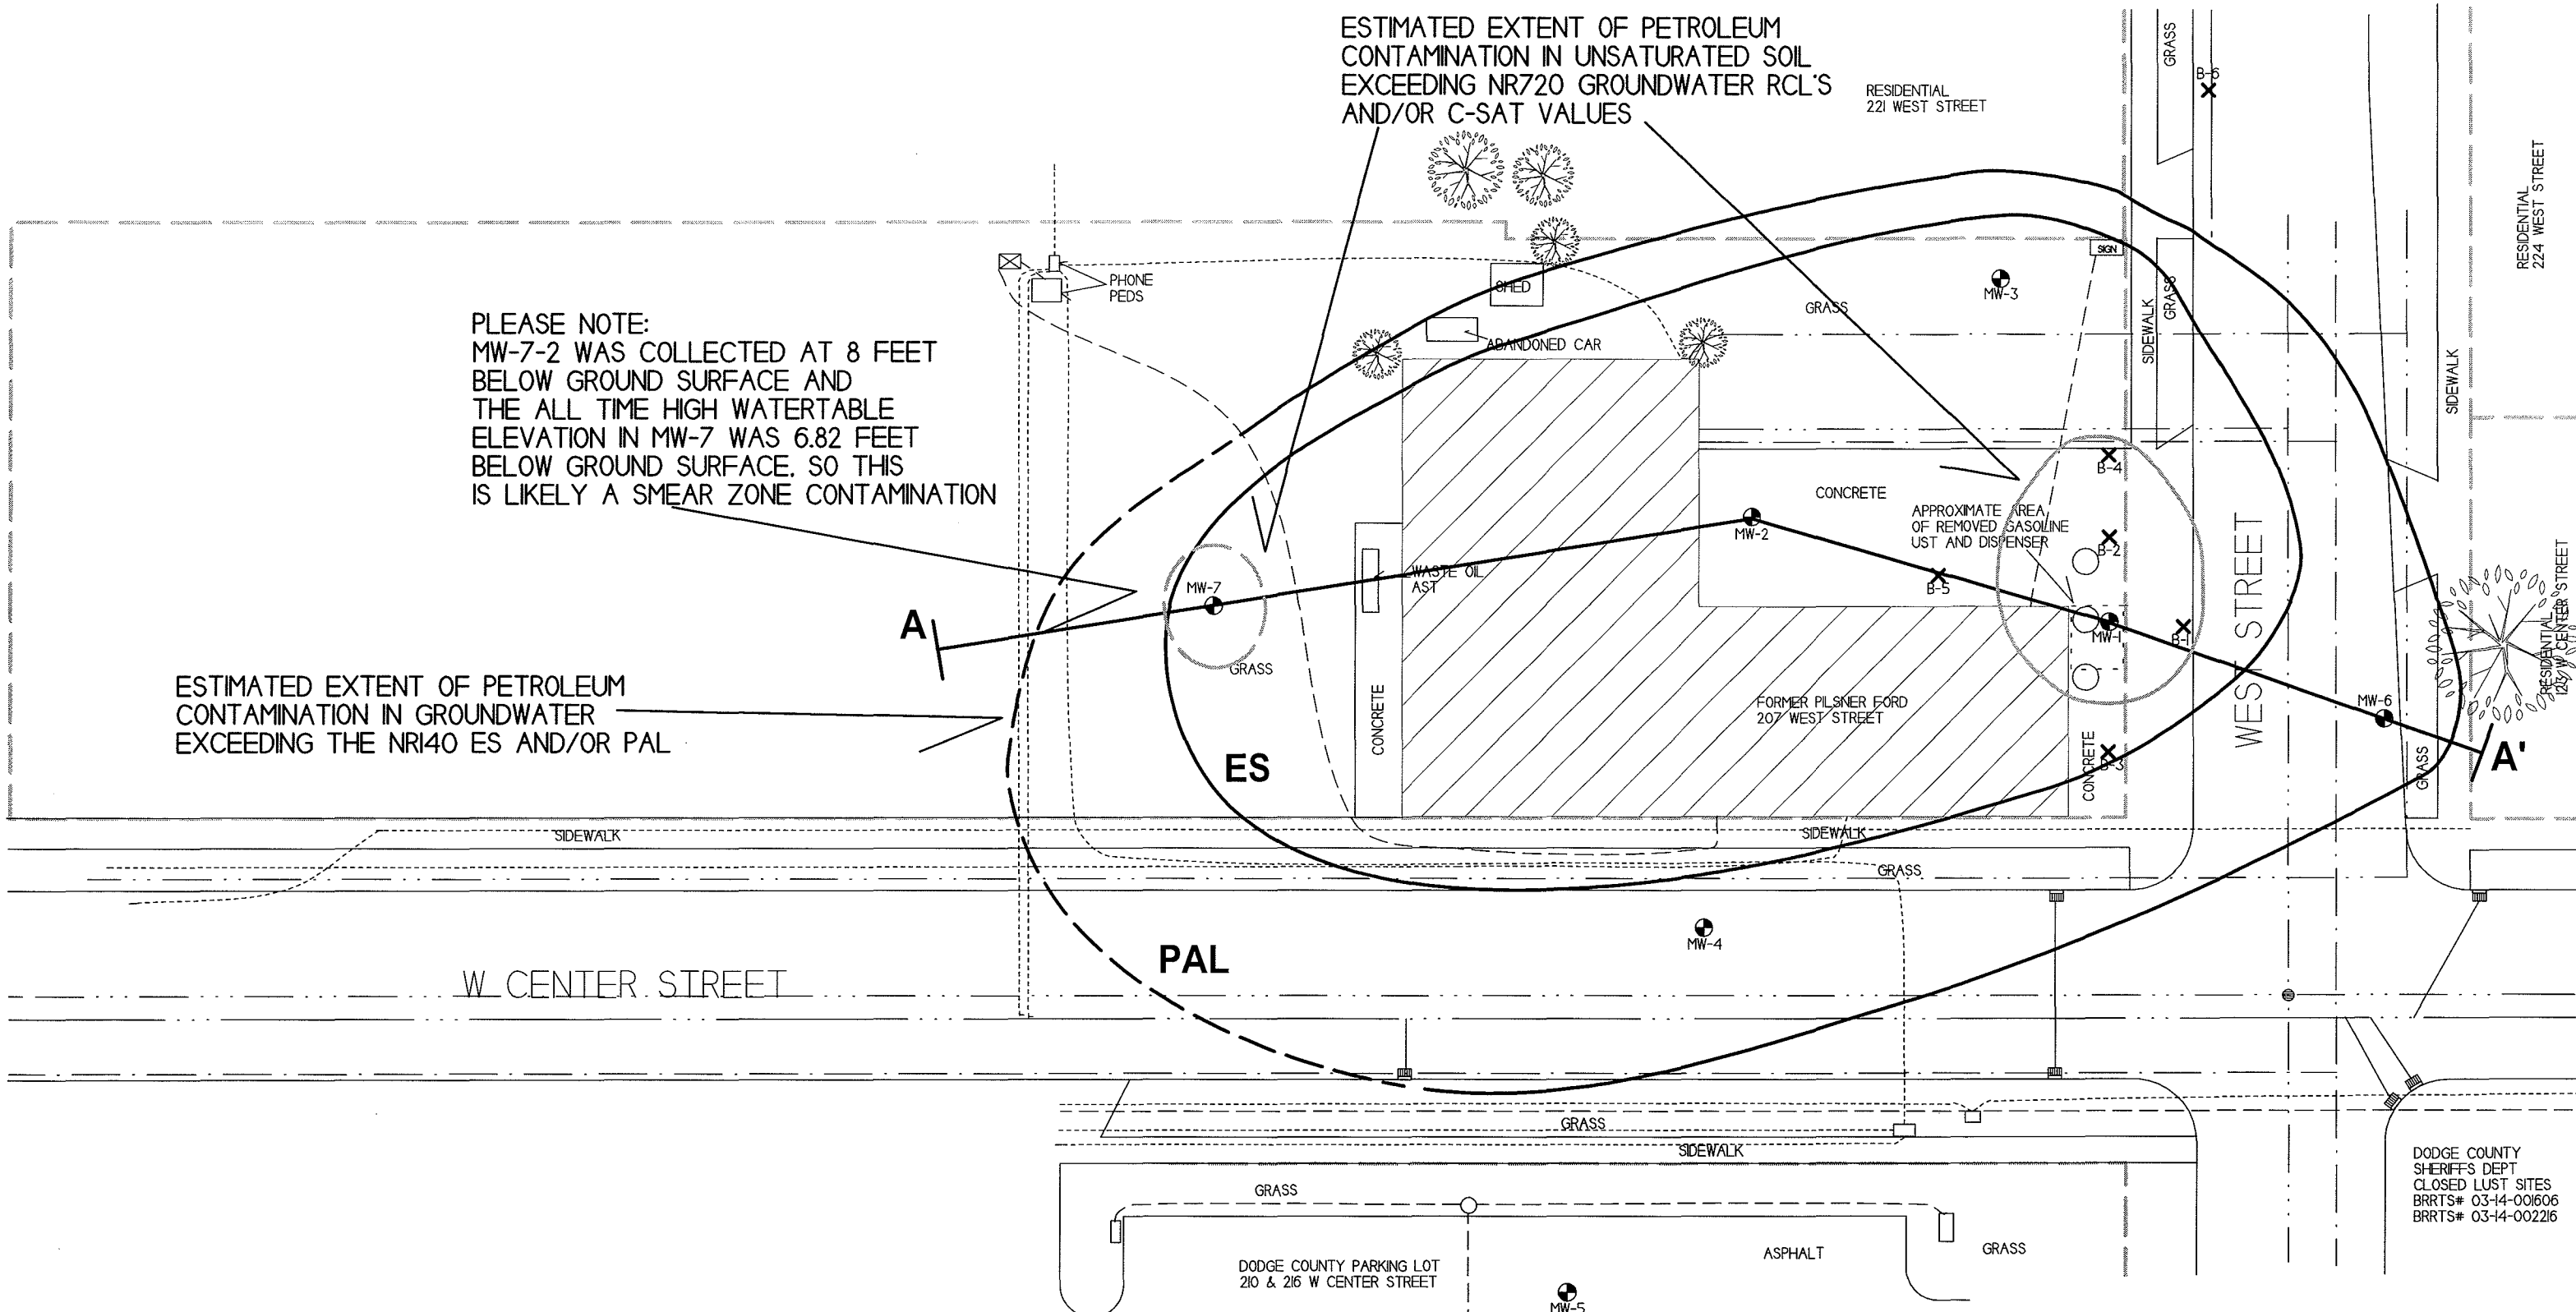 ESTIMATED EXTENT OF PETROLEUM
CONTAMINATION IN UNSATURATED SOIL
EXCEEDING NR720 GROUNDWATER RCL'S
AND/OR C-SAT VALUES
RESIDENTIAL
221 WEST STREET
GRASS
B-6
RESIDENTIAL
224 WEST STREET
PHONE
PEDS
SHED
ABANDONED CAR
GRASS
MW-3
SIGN
SIDEWALK
GRASS
SIDEWALK
PLEASE NOTE:
MW-7-2 WAS COLLECTED AT 8 FEET
BELOW GROUND SURFACE AND
THE ALL TIME HIGH WATERTABLE
ELEVATION IN MW-7 WAS 6.82 FEET
BELOW GROUND SURFACE. SO THIS
IS LIKELY A SMEAR ZONE CONTAMINATION
B-4
CONCRETE
APPROXIMATE AREA
OF REMOVED GASOLINE
UST AND DISPENSER
B-2
MW-2
WASTE OIL
AST
B-5
MW-7
A
MW-1
B-1
WEST STREET
RESIDENTIAL
123 W CENTER STREET
GRASS
MW-6
A'
ESTIMATED EXTENT OF PETROLEUM
CONTAMINATION IN GROUNDWATER
EXCEEDING THE NR140 ES AND/OR PAL
CONCRETE
FORMER PILSNER FORD
207 WEST STREET
CONCRETE
B-3
GRASS
ES
SIDEWALK
SIDEWALK
GRASS
MW-4
PAL
W CENTER STREET
GRASS
SIDEWALK
GRASS
DODGE COUNTY PARKING LOT
210 & 216 W CENTER STREET
ASPHALT
GRASS
MW-5
DODGE COUNTY
SHERIFFS DEPT
CLOSED LUST SITES
BRRTS# 03-14-001606
BRRTS# 03-14-002216